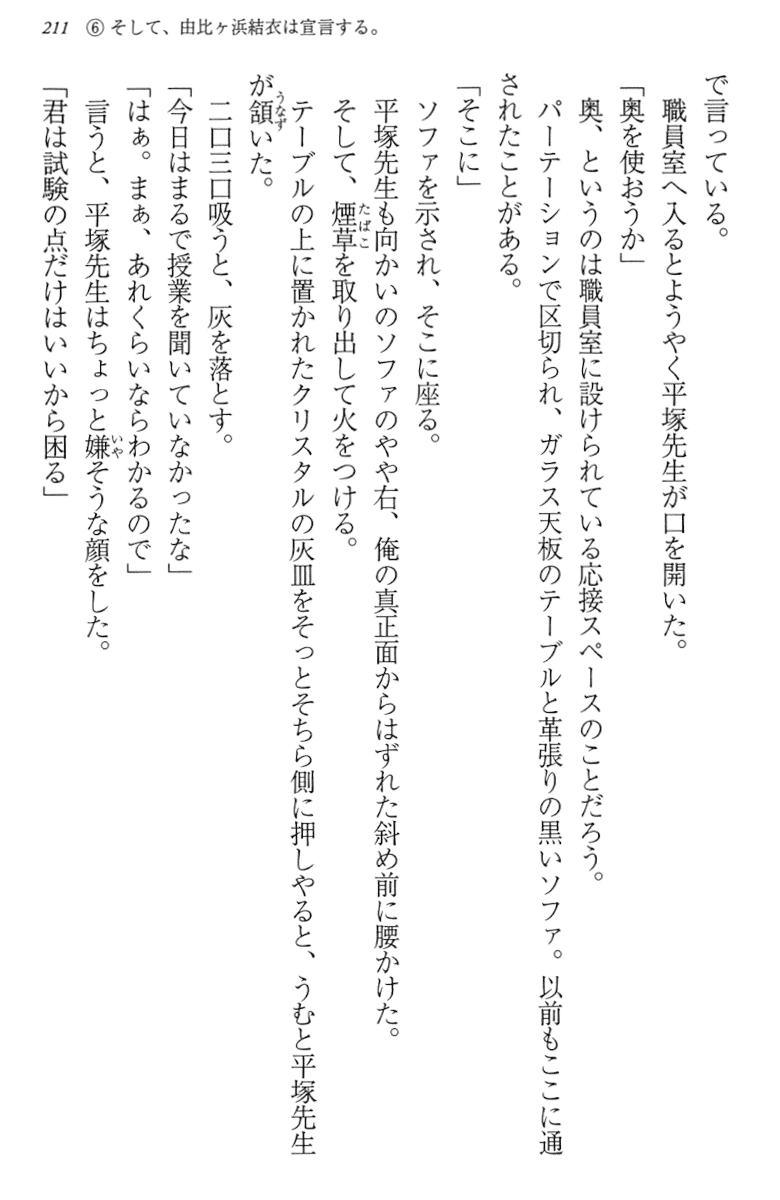 211　⑥ そして、由比ヶ浜結衣は宣言する。
で言っている。
　職員室へ入るとようやく平塚先生が口を開いた。
「奥を使おうか」
　奥、というのは職員室に設けられている応接スペースのことだろう。
　パーテーションで区切られ、ガラス天板のテーブルと革張りの黒いソファ。以前もここに通
されたことがある。
「そこに」
　ソファを示され、そこに座る。
　平塚先生も向かいのソファのやや右、俺の真正面からはずれた斜め前に腰かけた。
　そして、煙草を取り出して火をつける。
　テーブルの上に置かれたクリスタルの灰皿をそっとそちら側に押しやると、うむと平塚先生
が頷いた。
　二口三口吸うと、灰を落とす。
「今日はまるで授業を聞いていなかったな」
「はぁ。まぁ、あれくらいならわかるので」
　言うと、平塚先生はちょっと嫌そうな顔をした。
「君は試験の点だけはいいから困る」